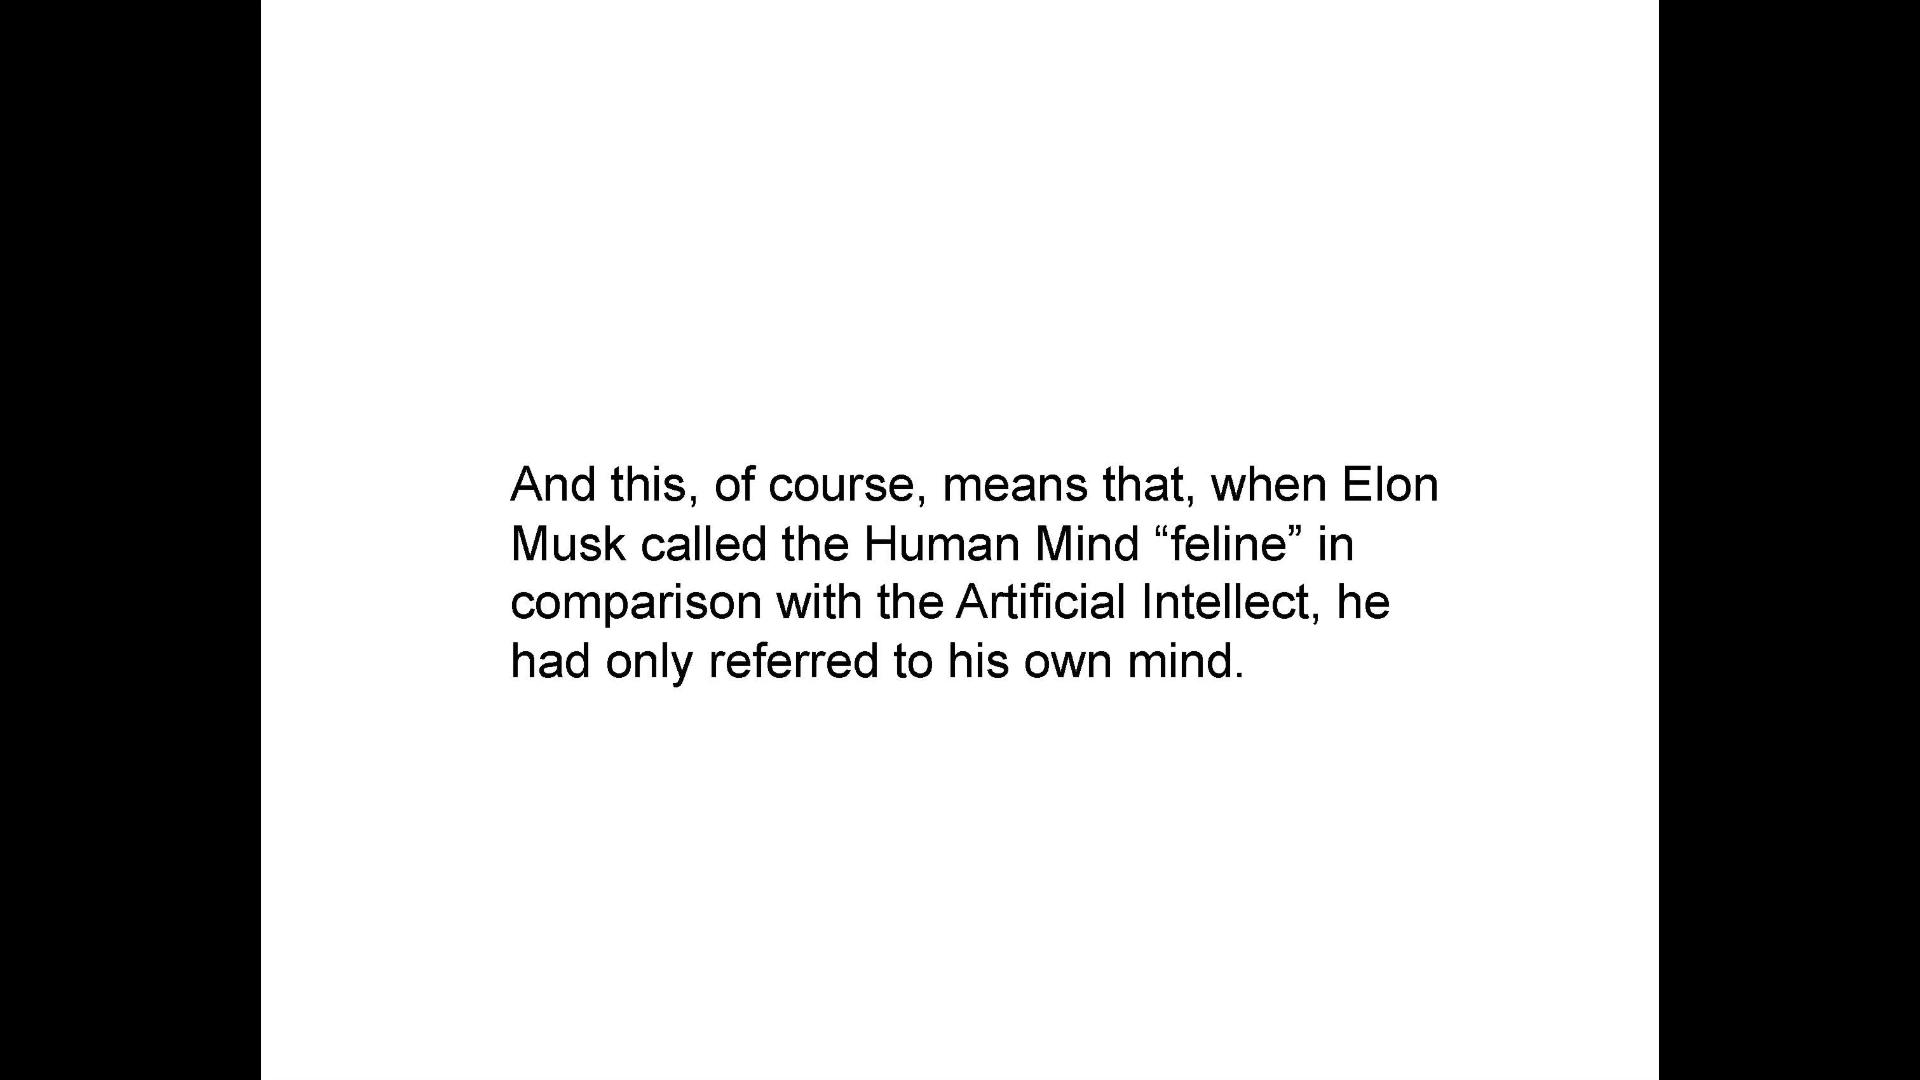 And this, of course, means that, when Elon
Musk called the Human Mind “feline” in
comparison with the Artificial Intellect, he
had only referred to his own mind.